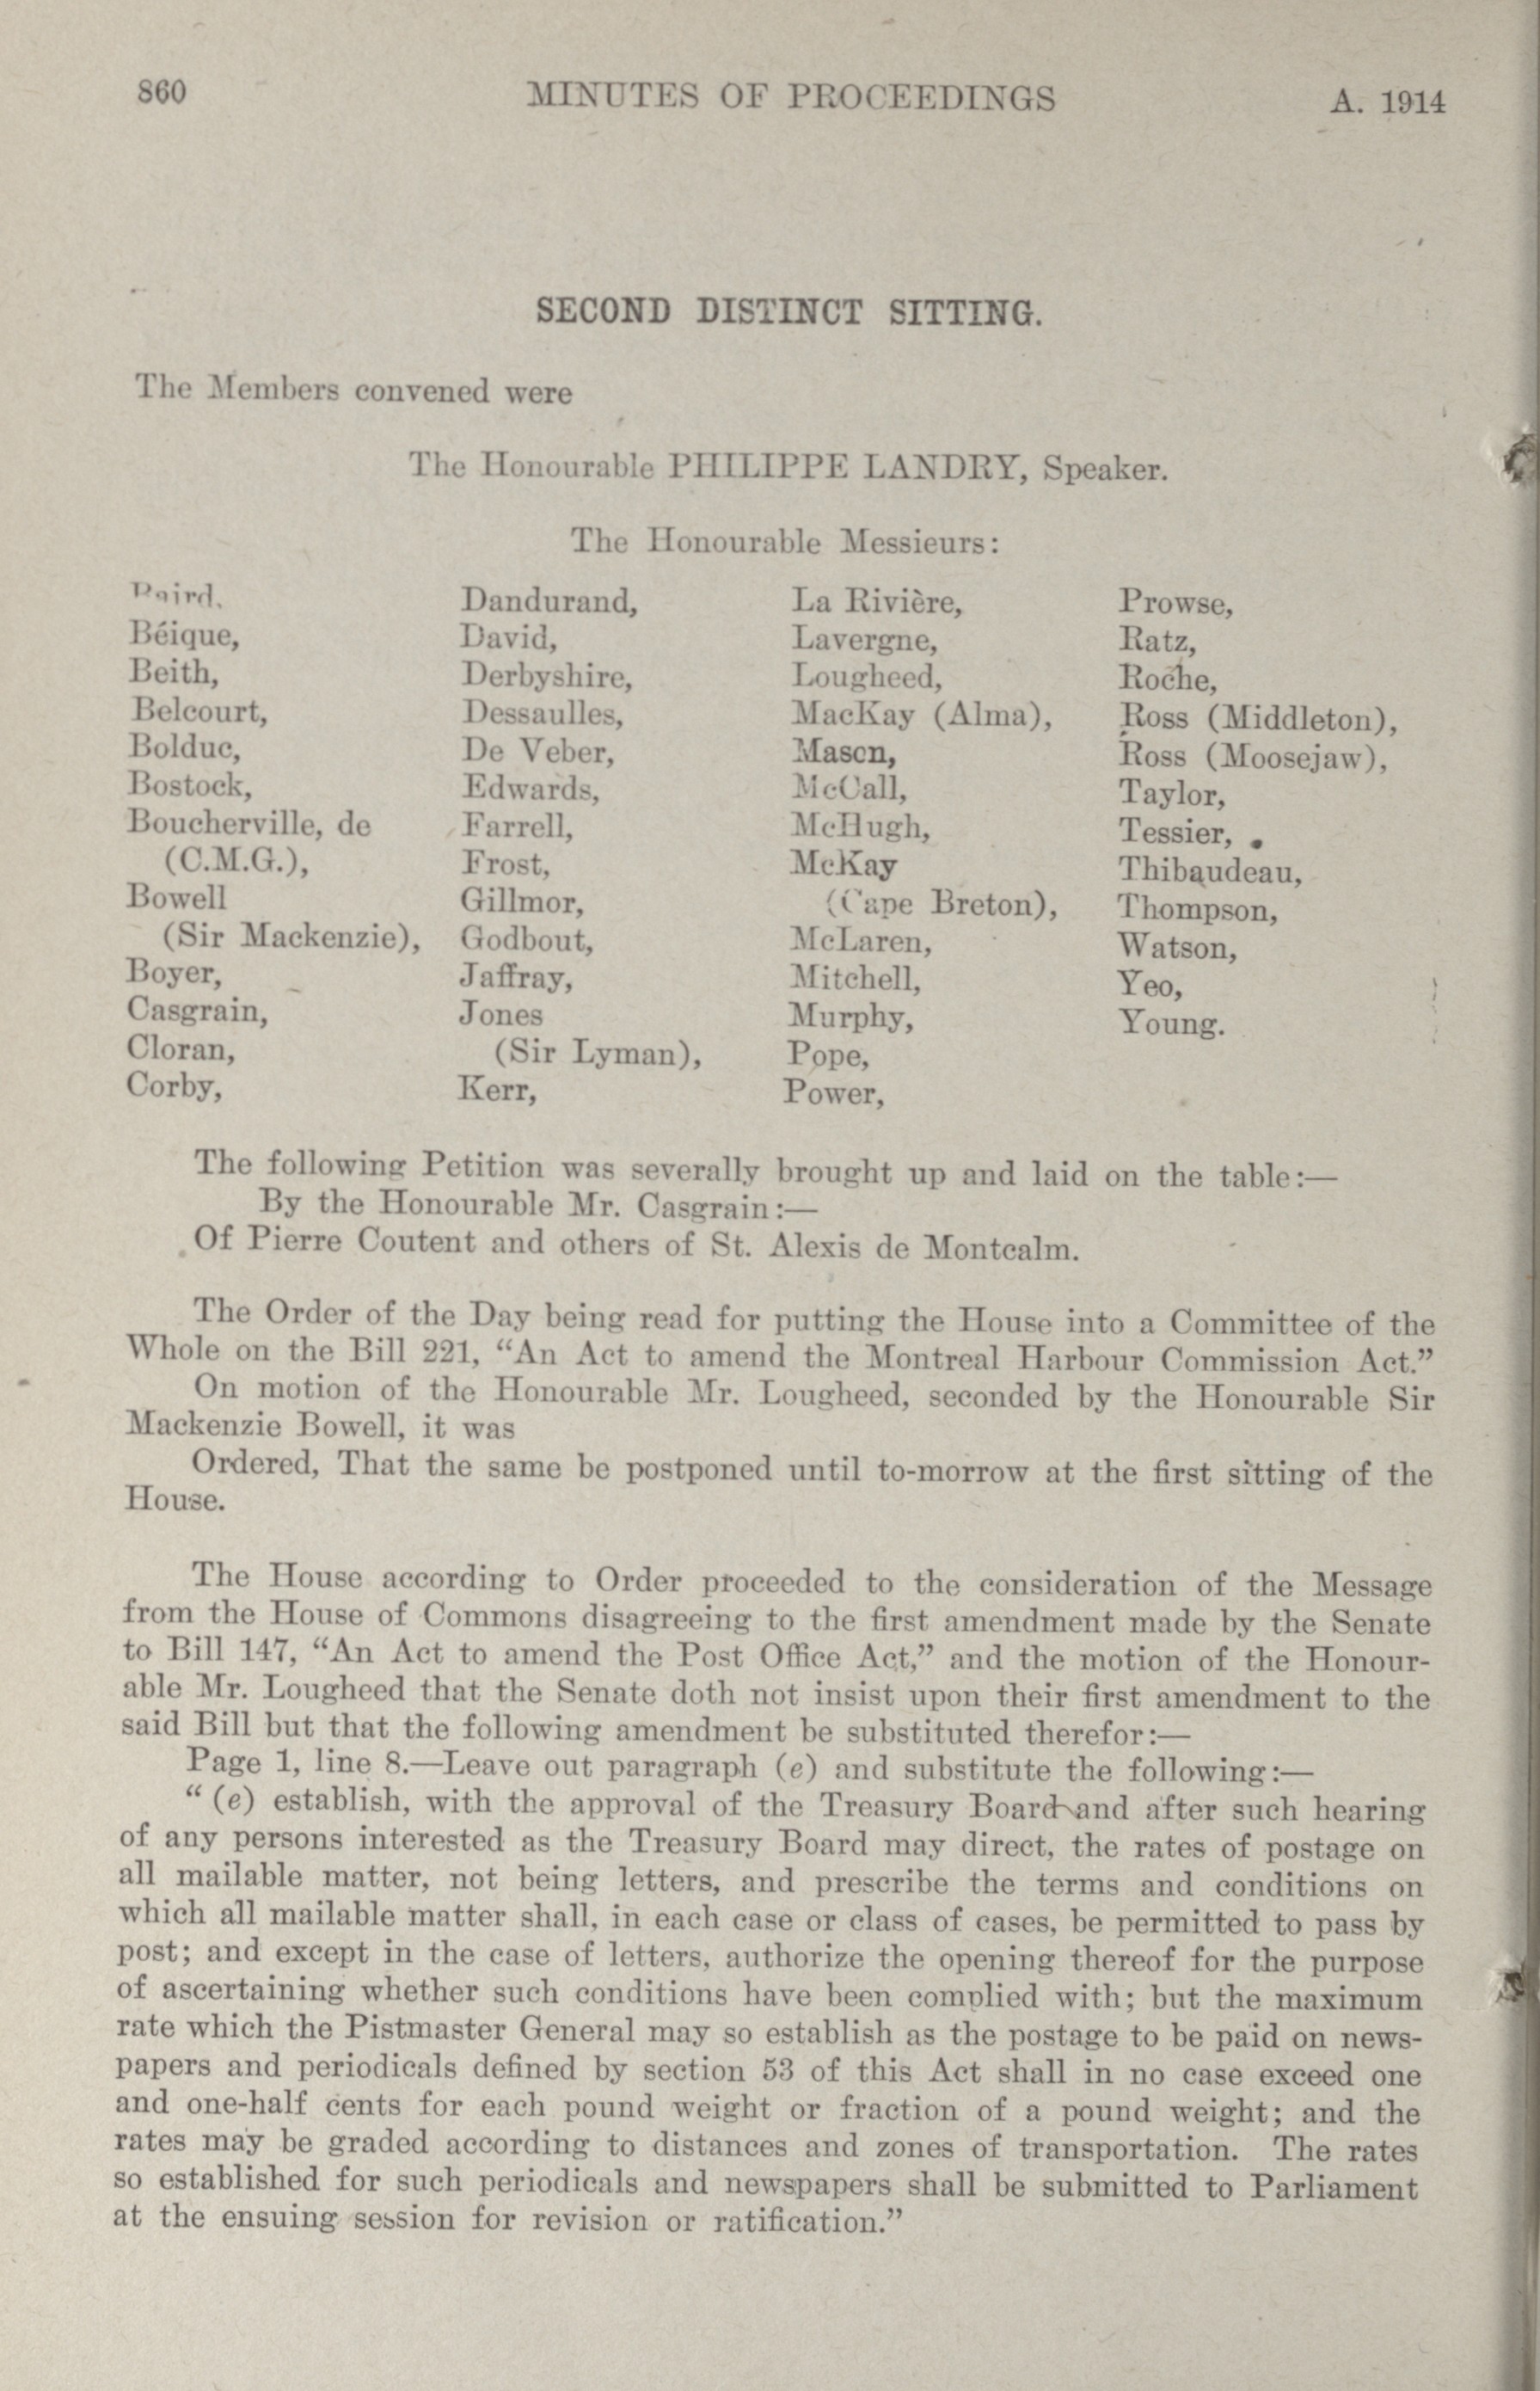 860 MINUTES OF PROCEEDINGS A. 1914
SECOND DISTINCT SITTING.
The Members convened were
The Honourable PHILIPPE LANDRY, Speaker.
The Honourable Messieurs:
Baird,
Béique,
Beith,
Belcourt,
Bolduc,
Bostock,
Boucherville, de
(C.M.G.),
Bowell
(Sir Mackenzie),
Boyer,
Casgrain,
Cloran,
Corby,
Dandurand,
David,
Derbyshire,
Dessaulles,
De Veber,
Edwards,
Farrell,
Frost,
Gillmor,
Godbout,
Jaffray,
Jones
(Sir Lyman),
Kerr,
La Rivière,
Lavergne,
Lougheed,
MacKay (Alma),
Mason,
McCall,
McHugh,
McKay
(Cape Breton),
McLaren,
Mitchell,
Murphy,
Pope,
Power,
Prowse,
Ratz,
Roche,
Ross (Middleton),
Ross (Moosejaw),
Taylor,
Tessier,
Thibaudeau,
Thompson,
Watson,
Yeo,
Young.
The following Petition was severally brought up and laid on the table:—
By the Honourable Mr. Casgrain:—
Of Pierre Coutent and others of St. Alexis de Montcalm.
The Order of the Day being read for putting the House into a Committee of the
Whole on the Bill 221, “An Act to amend the Montreal Harbour Commission Act.”
On motion of the Honourable Mr. Lougheed, seconded by the Honourable Sir
Mackenzie Bowell, it was
Ordered, That the same be postponed until to-morrow at the first sitting of the
House.
The House according to Order proceeded to the consideration of the Message
from the House of Commons disagreeing to the first amendment made by the Senate
to Bill 147, “An Act to amend the Post Office Act,” and the motion of the Honour-
able Mr. Lougheed that the Senate doth not insist upon their first amendment to the
said Bill but that the following amendment be substituted therefor:—
Page 1, line 8.—Leave out paragraph (e) and substitute the following:—
“ (e) establish, with the approval of the Treasury Board and after such hearing
of any persons interested as the Treasury Board may direct, the rates of postage on
all mailable matter, not being letters, and prescribe the terms and conditions on
which all mailable matter shall, in each case or class of cases, be permitted to pass by
post; and except in the case of letters, authorize the opening thereof for the purpose
of ascertaining whether such conditions have been complied with; but the maximum
rate which the Pistmaster General may so establish as the postage to be paid on news-
papers and periodicals defined by section 53 of this Act shall in no case exceed one
and one-half cents for each pound weight or fraction of a pound weight; and the
rates may be graded according to distances and zones of transportation. The rates
so established for such periodicals and newspapers shall be submitted to Parliament
at the ensuing session for revision or ratification.”